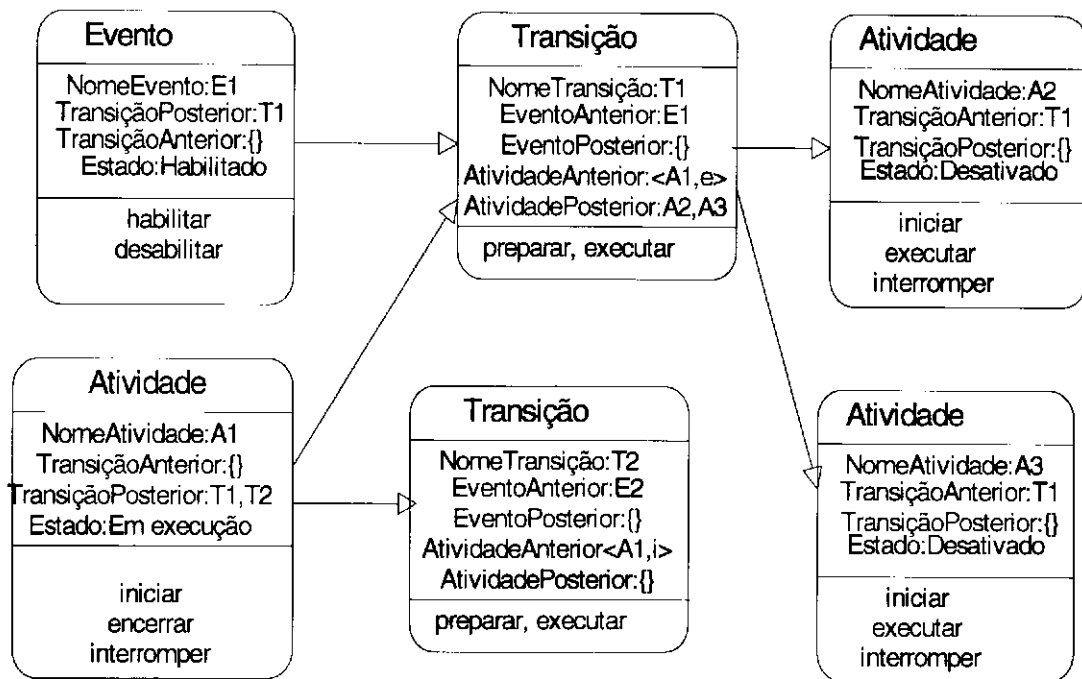 Evento
NomeEvento:E1
TransiçãoPosterior:T1
TransiçãoAnterior:{}
Estado:Habilitado
habilitar
desabilitar
Transição
NomeTransição:T1
EventoAnterior:E1
EventoPosterior:{}
AtividadeAnterior:<A1,e>
AtividadePosterior:A2,A3
preparar, executar
Atividade
NomeAtividade:A2
TransiçãoAnterior:T1
TransiçãoPosterior:{}
Estado:Desativado
iniciar
executar
interromper
Atividade
NomeAtividade:A1
TransiçãoAnterior:{}
TransiçãoPosterior:T1,T2
Estado:Em execução
iniciar
encerrar
interromper
Transição
NomeTransição:T2
EventoAnterior:E2
EventoPosterior:{}
AtividadeAnterior<A1,i>
AtividadePosterior:{}
preparar, executar
Atividade
NomeAtividade:A3
TransiçãoAnterior:T1
TransiçãoPosterior:{}
Estado:Desativado
iniciar
executar
interromper